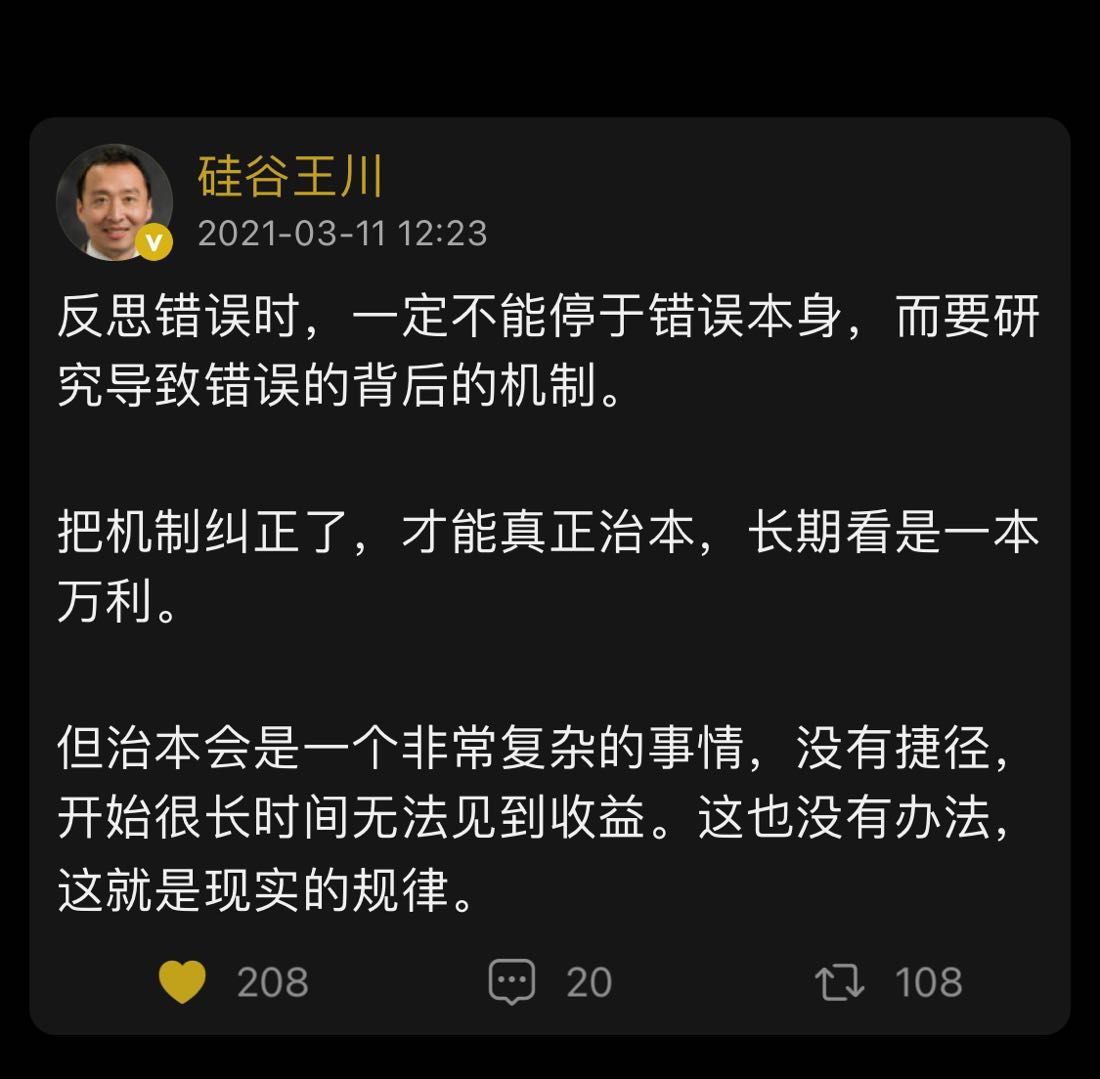 硅谷王川
2021-03-11 12:23
反思错误时，一定不能停于错误本身，而要研
究导致错误的背后的机制。
把机制纠正了，才能真正治本，长期看是一本
万利。
但治本会是一个非常复杂的事情，没有捷径，
开始很长时间无法见到收益。这也没有办法，
这就是现实的规律。
208 20 108